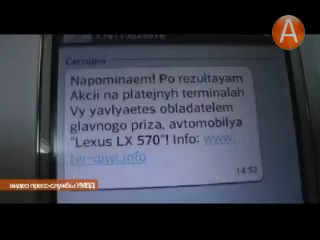 A
Сегодня
Napominaem! Po rezultayam
Akcii na platejnyh terminalah
Vy yavlyaetes obladatelem
glavnogo priza, avtomobilya
"Lexus LX 570"! Info: www.
ter-qiwi.info
14:52
видео пресс-службы УМВД